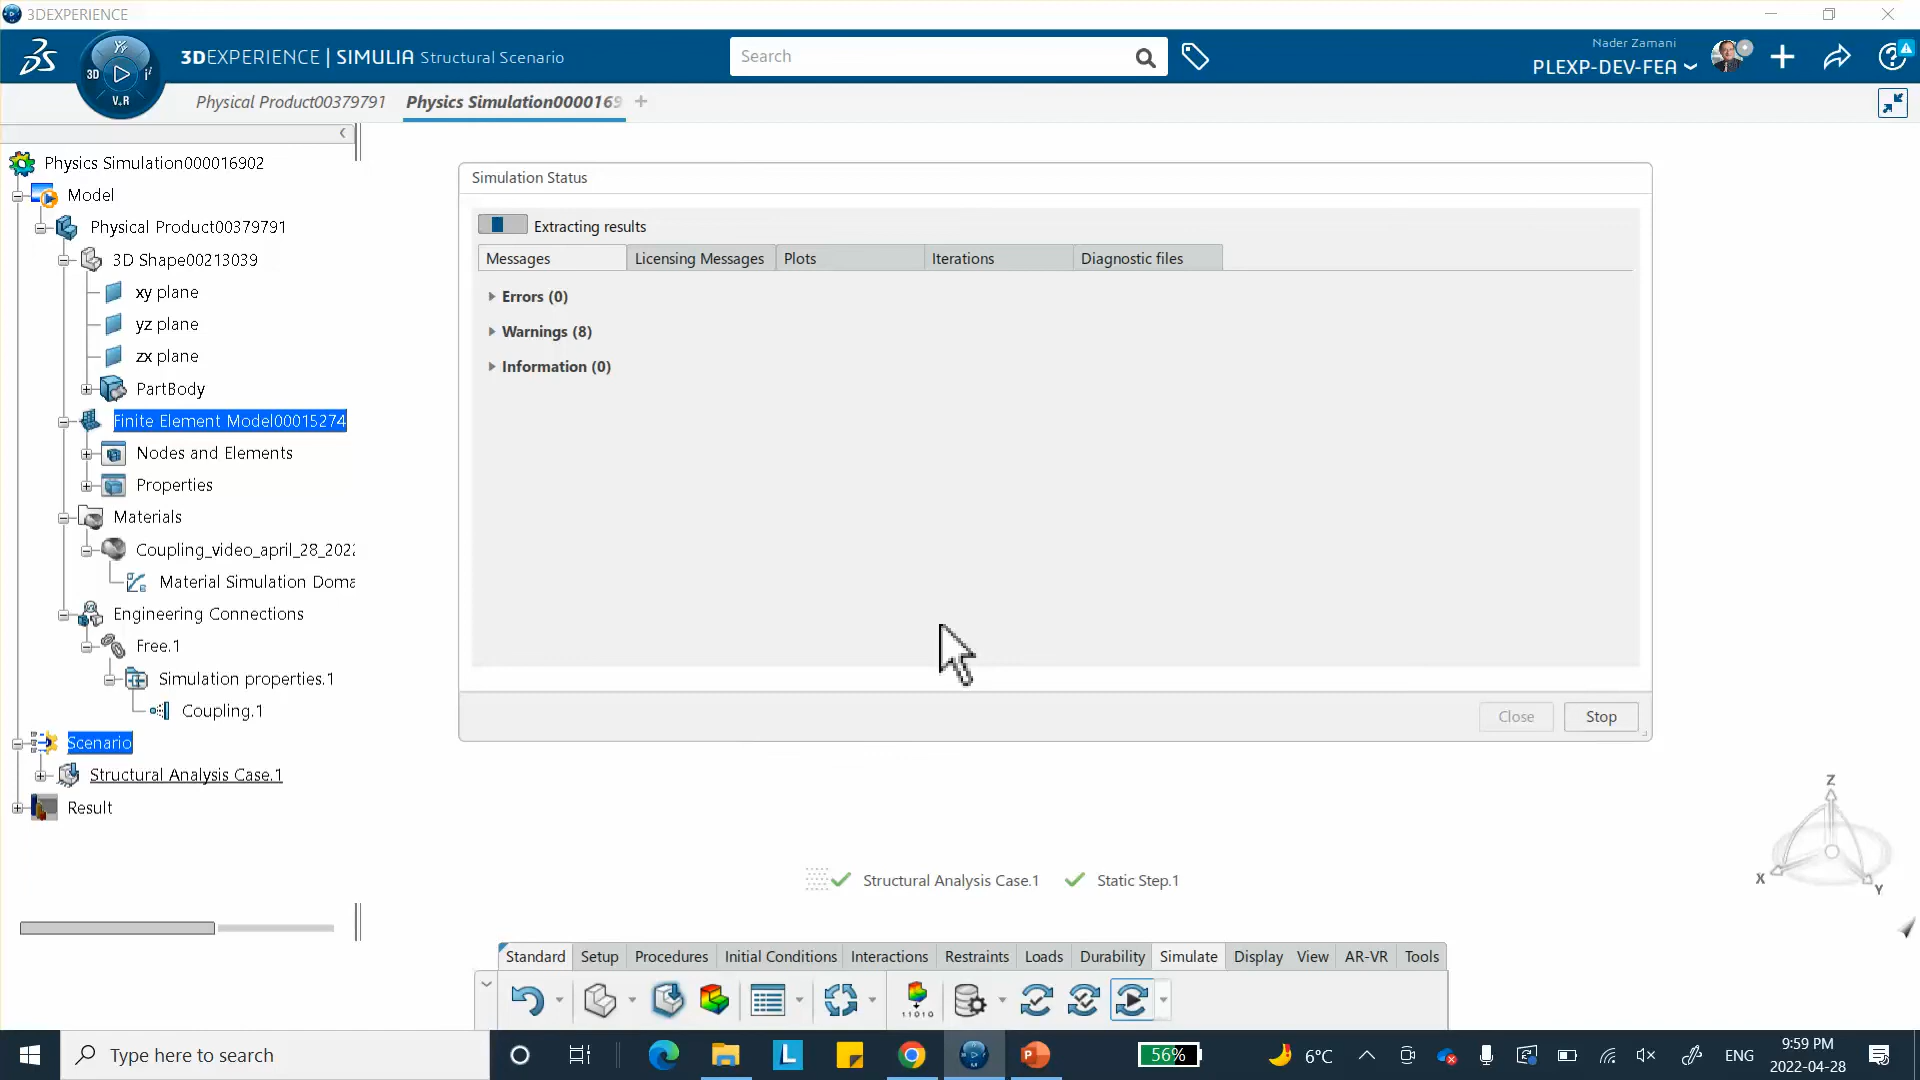 3DEXPERIENCE
3DEXPERIENCE | SIMULIA Structural Scenario
Search
Nader Zamani
PLEXP-DEV-FEA
3D
V.R
Physical Product00379791
Physics Simulation0000169
Physics Simulation000016902
Model
Physical Product00379791
3D Shape00213039
xy plane
yz plane
zx plane
PartBody
Finite Element Model00015274
Nodes and Elements
Properties
Materials
Coupling_video_april_28_2022
Material Simulation Doma
Engineering Connections
Free.1
Simulation properties.1
Coupling.1
Scenario
Structural Analysis Case.1
Result
Simulation Status
Extracting results
Messages
Licensing Messages
Plots
Iterations
Diagnostic files
Errors (0)
Warnings (8)
Information (0)
Close
Stop
Structural Analysis Case.1
Static Step.1
Z
X
Y
Standard
Setup
Procedures
Initial Conditions
Interactions
Restraints
Loads
Durability
Simulate
Display
View
AR-VR
Tools
11010
Type here to search
56%
6°C
ENG
9:59 PM
2022-04-28